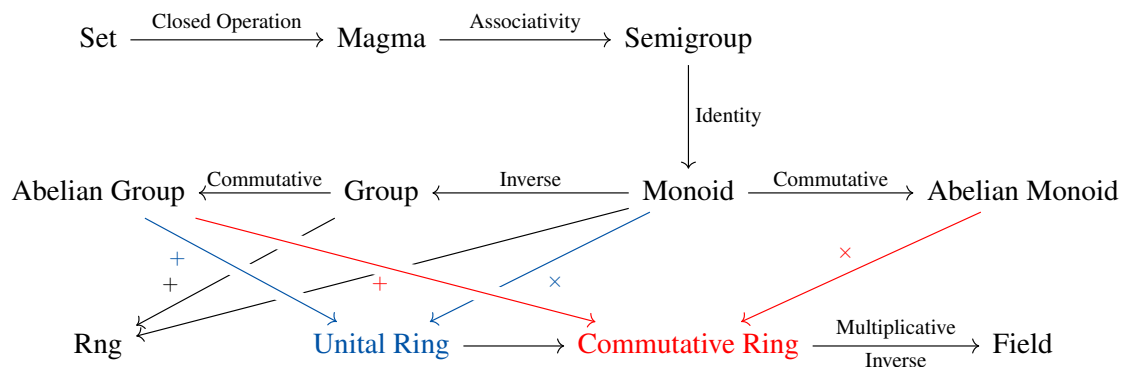 Closed Operation
Associativity
Set
Magma
Semigroup
Identity
Commutative
Inverse
Commutative
Abelian Group
Group
Monoid
Abelian Monoid
+
+
+
×
×
Multiplicative
Rng
Unital Ring
Commutative Ring
Field
Inverse